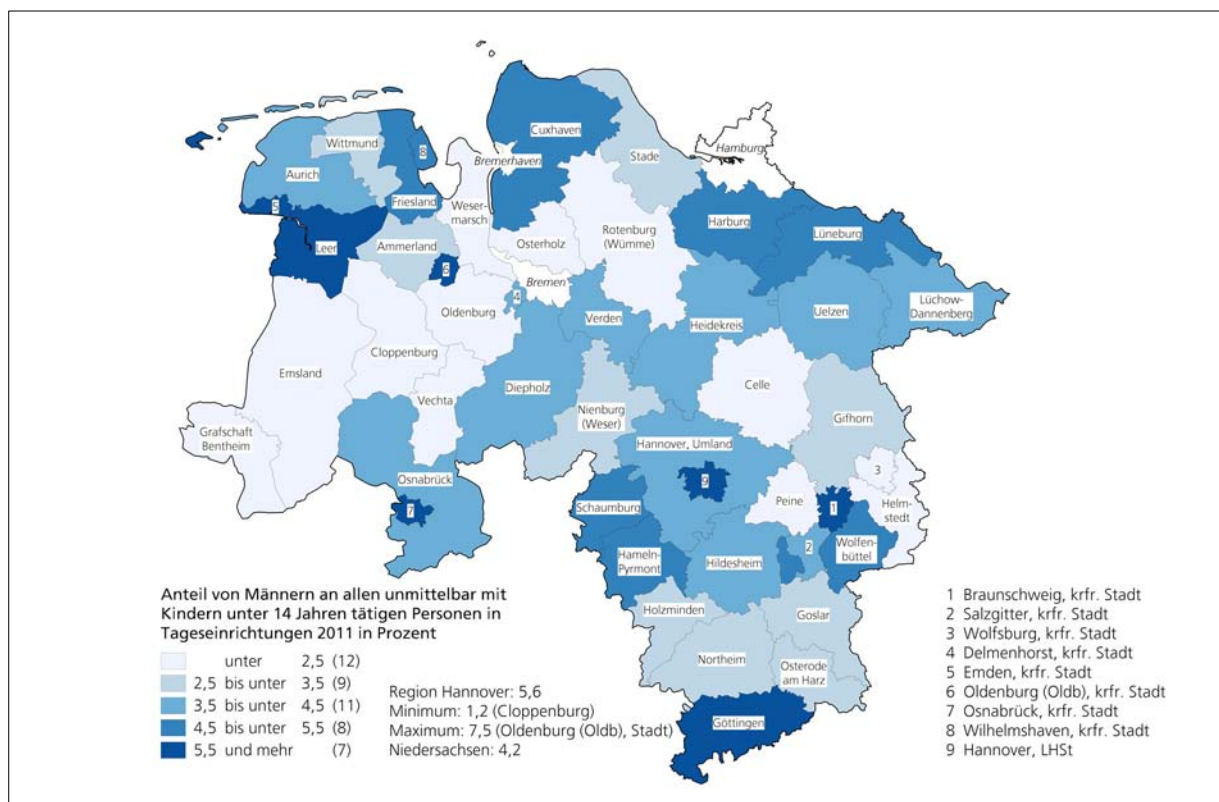 Cuxhaven
Hamburg
Wittmund
8
Bremerhaven
Stade
Aurich
5
Friesland
Weser-
marsch
Harburg
Lüneburg
Rotenburg
(Wümme)
Leer
Ammerland
Osterholz
6
Bremen
4
Oldenburg
Verden
Heidekreis
Uelzen
Lüchow-
Dannenberg
Cloppenburg
Emsland
Diepholz
Celle
Vechta
Nienburg
(Weser)
Gifhorn
Grafschaft
Bentheim
Hannover, Umland
3
Osnabrück
9
Peine
Helm-
stedt
7
Schaumburg
1
Wolfen-
büttel
2
Hameln-
Pyrmont
Hildesheim
Holzminden
Goslar
Northeim
Osterode
am Harz
Göttingen
Anteil von Männern an allen unmittelbar mit
Kindern unter 14 Jahren tätigen Personen in
Tageseinrichtungen 2011 in Prozent
unter 2,5 (12)
2,5 bis unter 3,5 (9)
3,5 bis unter 4,5 (11)
4,5 bis unter 5,5 (8)
5,5 und mehr (7)
Region Hannover: 5,6
Minimum: 1,2 (Cloppenburg)
Maximum: 7,5 (Oldenburg (Oldb), Stadt)
Niedersachsen: 4,2
1 Braunschweig, krfr. Stadt
2 Salzgitter, krfr. Stadt
3 Wolfsburg, krfr. Stadt
4 Delmenhorst, krfr. Stadt
5 Emden, krfr. Stadt
6 Oldenburg (Oldb), krfr. Stadt
7 Osnabrück, krfr. Stadt
8 Wilhelmshaven, krfr. Stadt
9 Hannover, LHSt